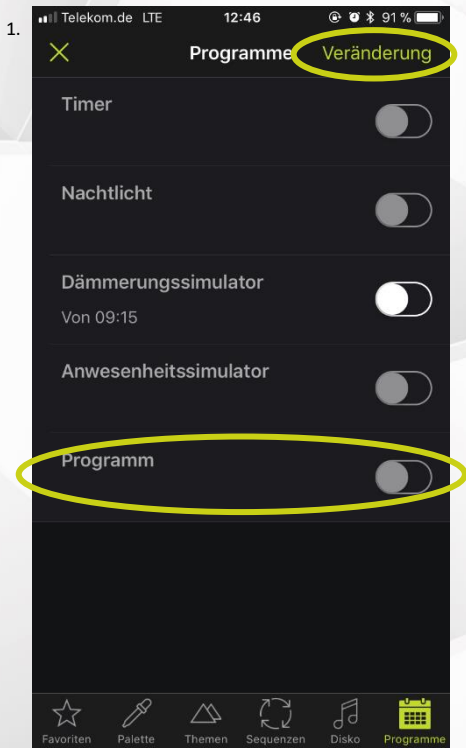 1.
Telekom.de LTE 12:46 91 %
Programme Veränderung
Timer
Nachtlicht
Dämmerungssimulator
Von 09:15
Anwesenheitssimulator
Programm
Favoriten Palette Themen Sequenzen Disko Programme